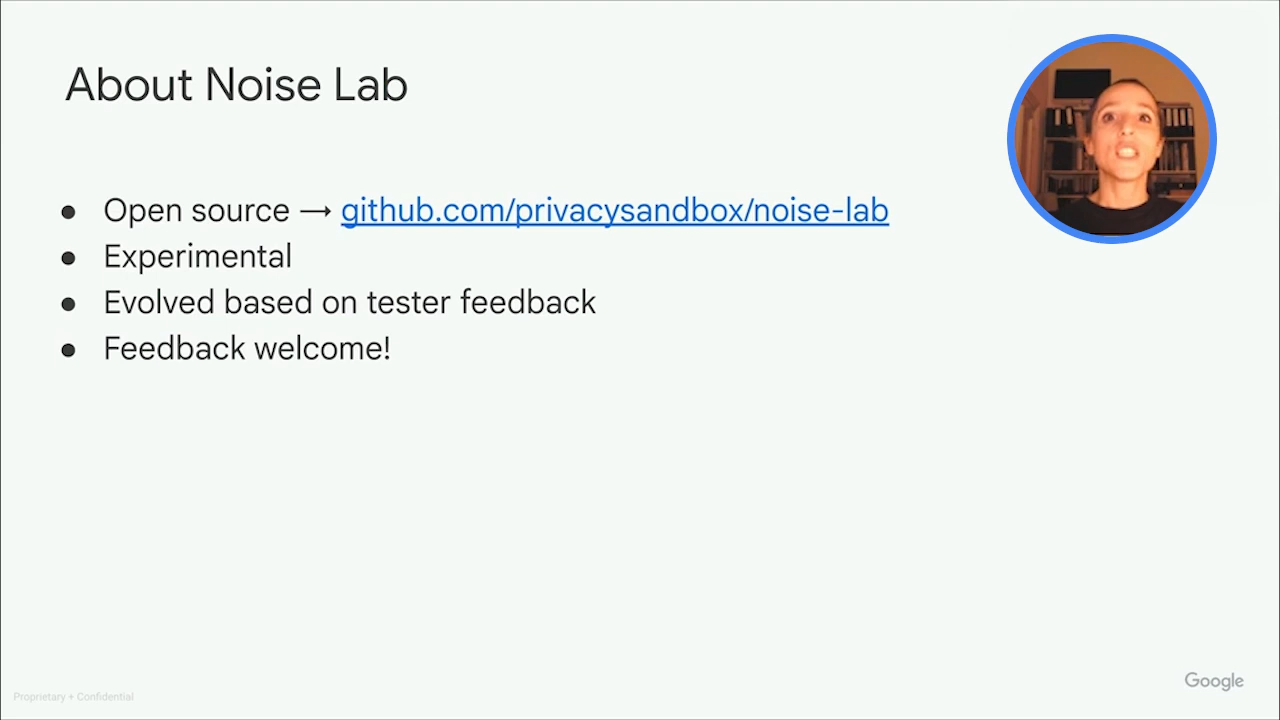 About Noise Lab
● Open source → github.com/privacysandbox/noise-lab
● Experimental
● Evolved based on tester feedback
● Feedback welcome!
Proprietary + Confidential
Google